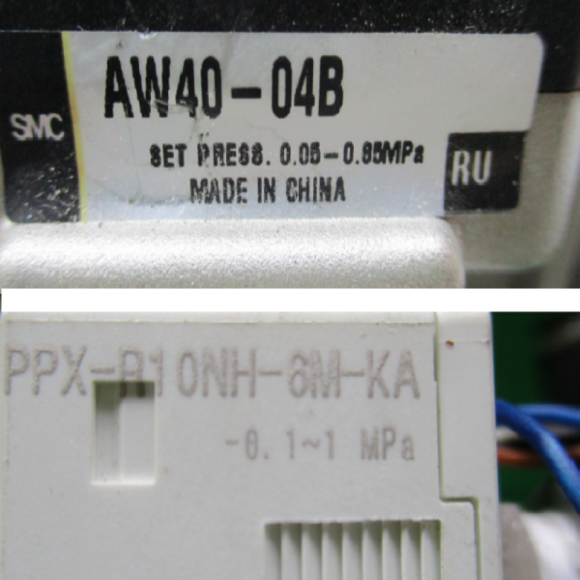 AW40-04B
SMC
SET PRESS. 0.05-0.85MPa
RU
MADE IN CHINA
PPX-R10NH-6M-KA
-0.1~1 MPa